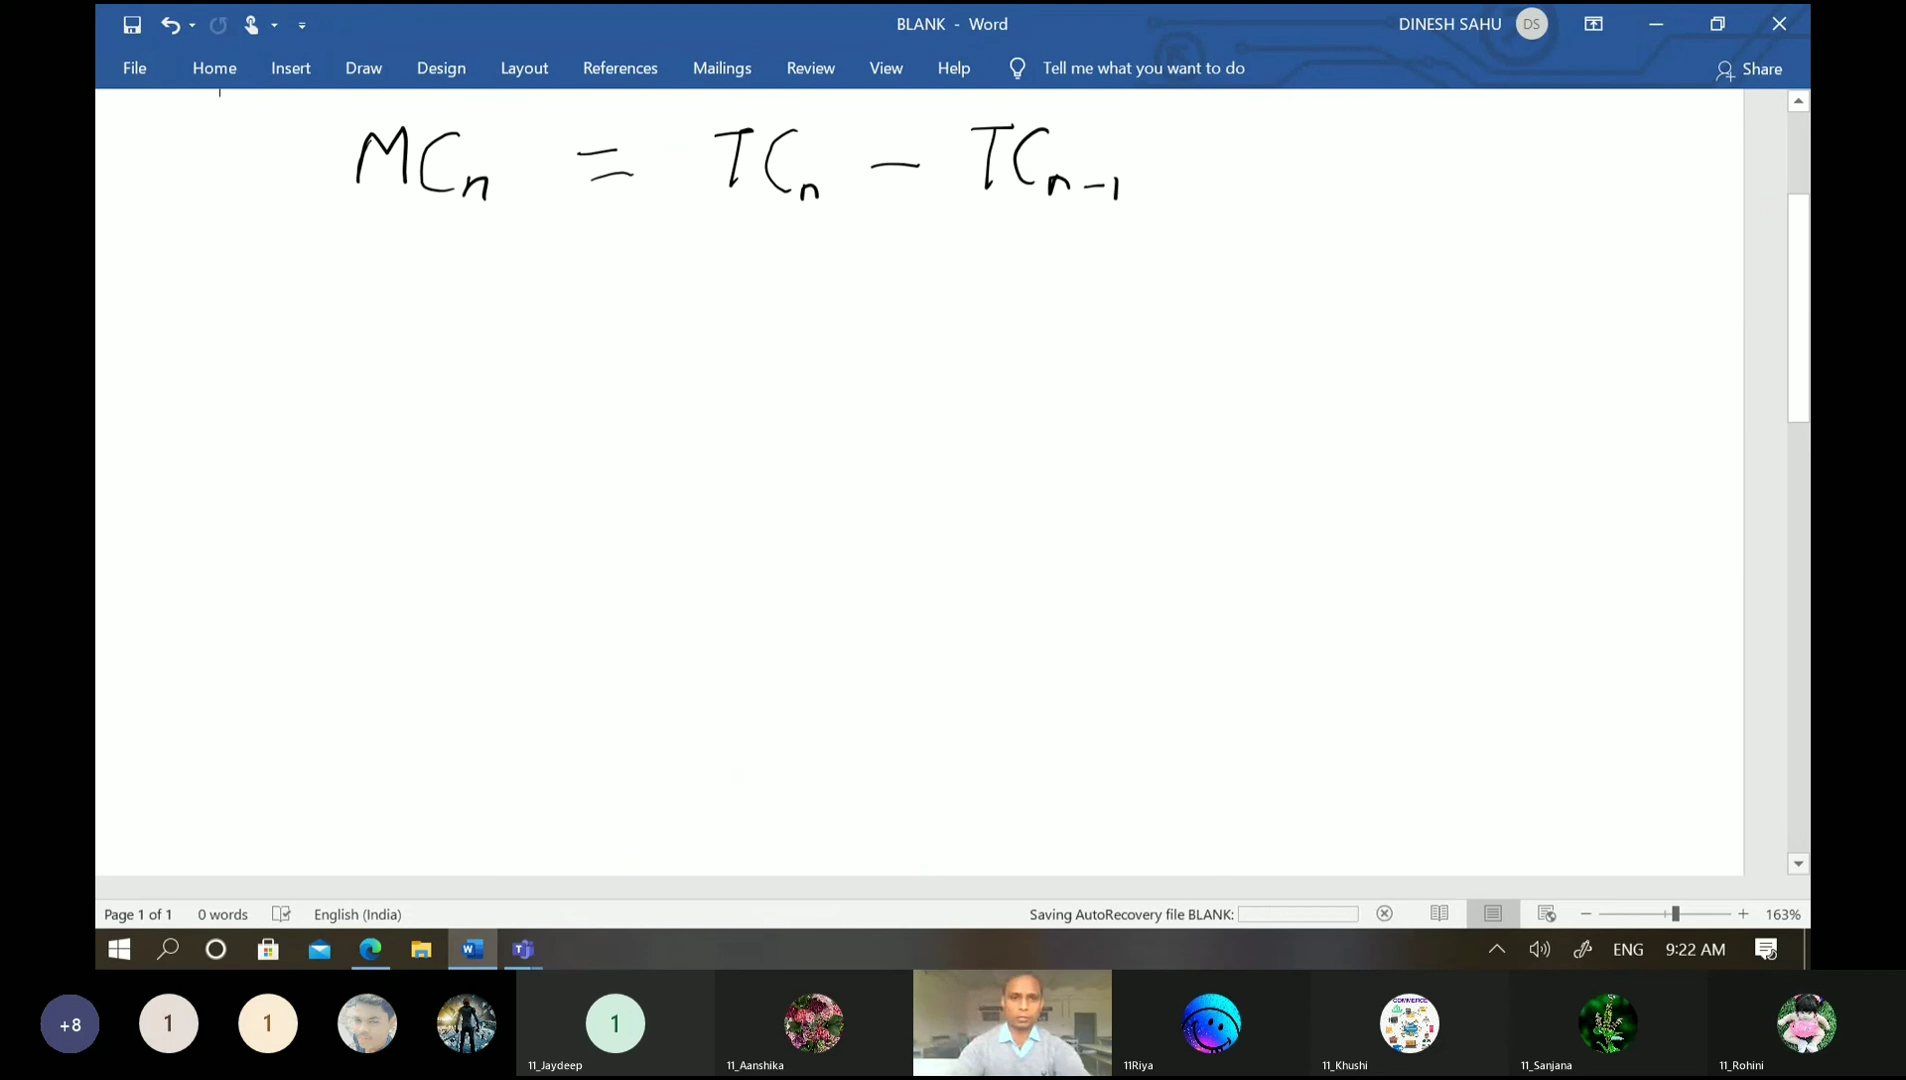 BLANK - Word
DINESH SAHU DS
File Home Insert Draw Design Layout References Mailings Review View Help Tell me what you want to do Share
MCn = TCn - TCn-1
Page 1 of 1 0 words English (India) Saving AutoRecovery file BLANK: 163%
ENG 9:22 AM
+8 1 1 1
COMMERCE
11_Jaydeep 11_Aanshika 11Riya 11_Khushi 11_Sanjana 11_Rohini